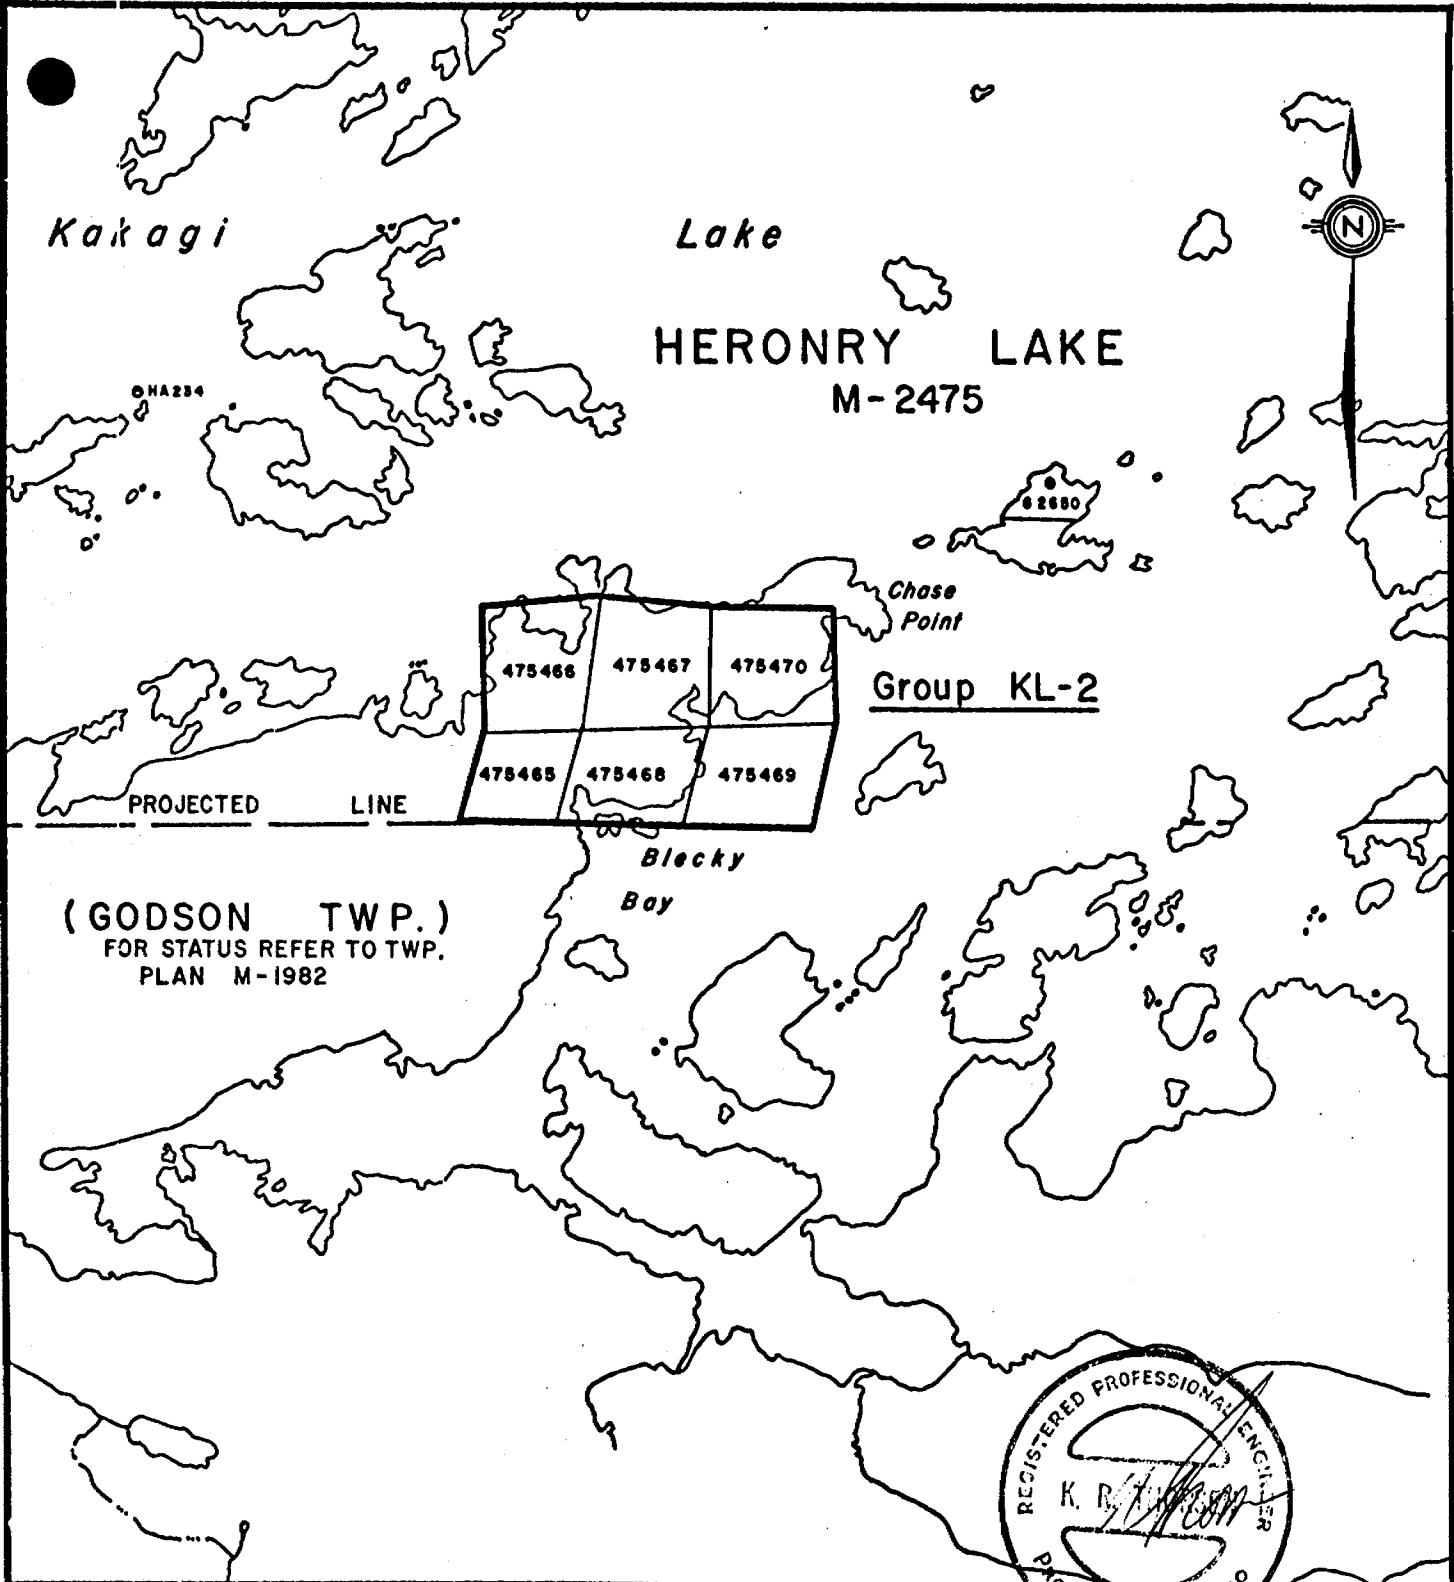 Kakagi Lake
N
HERONRY LAKE
M-2475
HA234
62650
Chase
Point
475466 475467 475470
Group KL-2
475465 475468 475469
PROJECTED LINE
Blecky
Bay
(GODSON TWP.)
FOR STATUS REFER TO TWP.
PLAN M-1982
REGISTERED PROFESSIONAL ENGINEER
K. R.